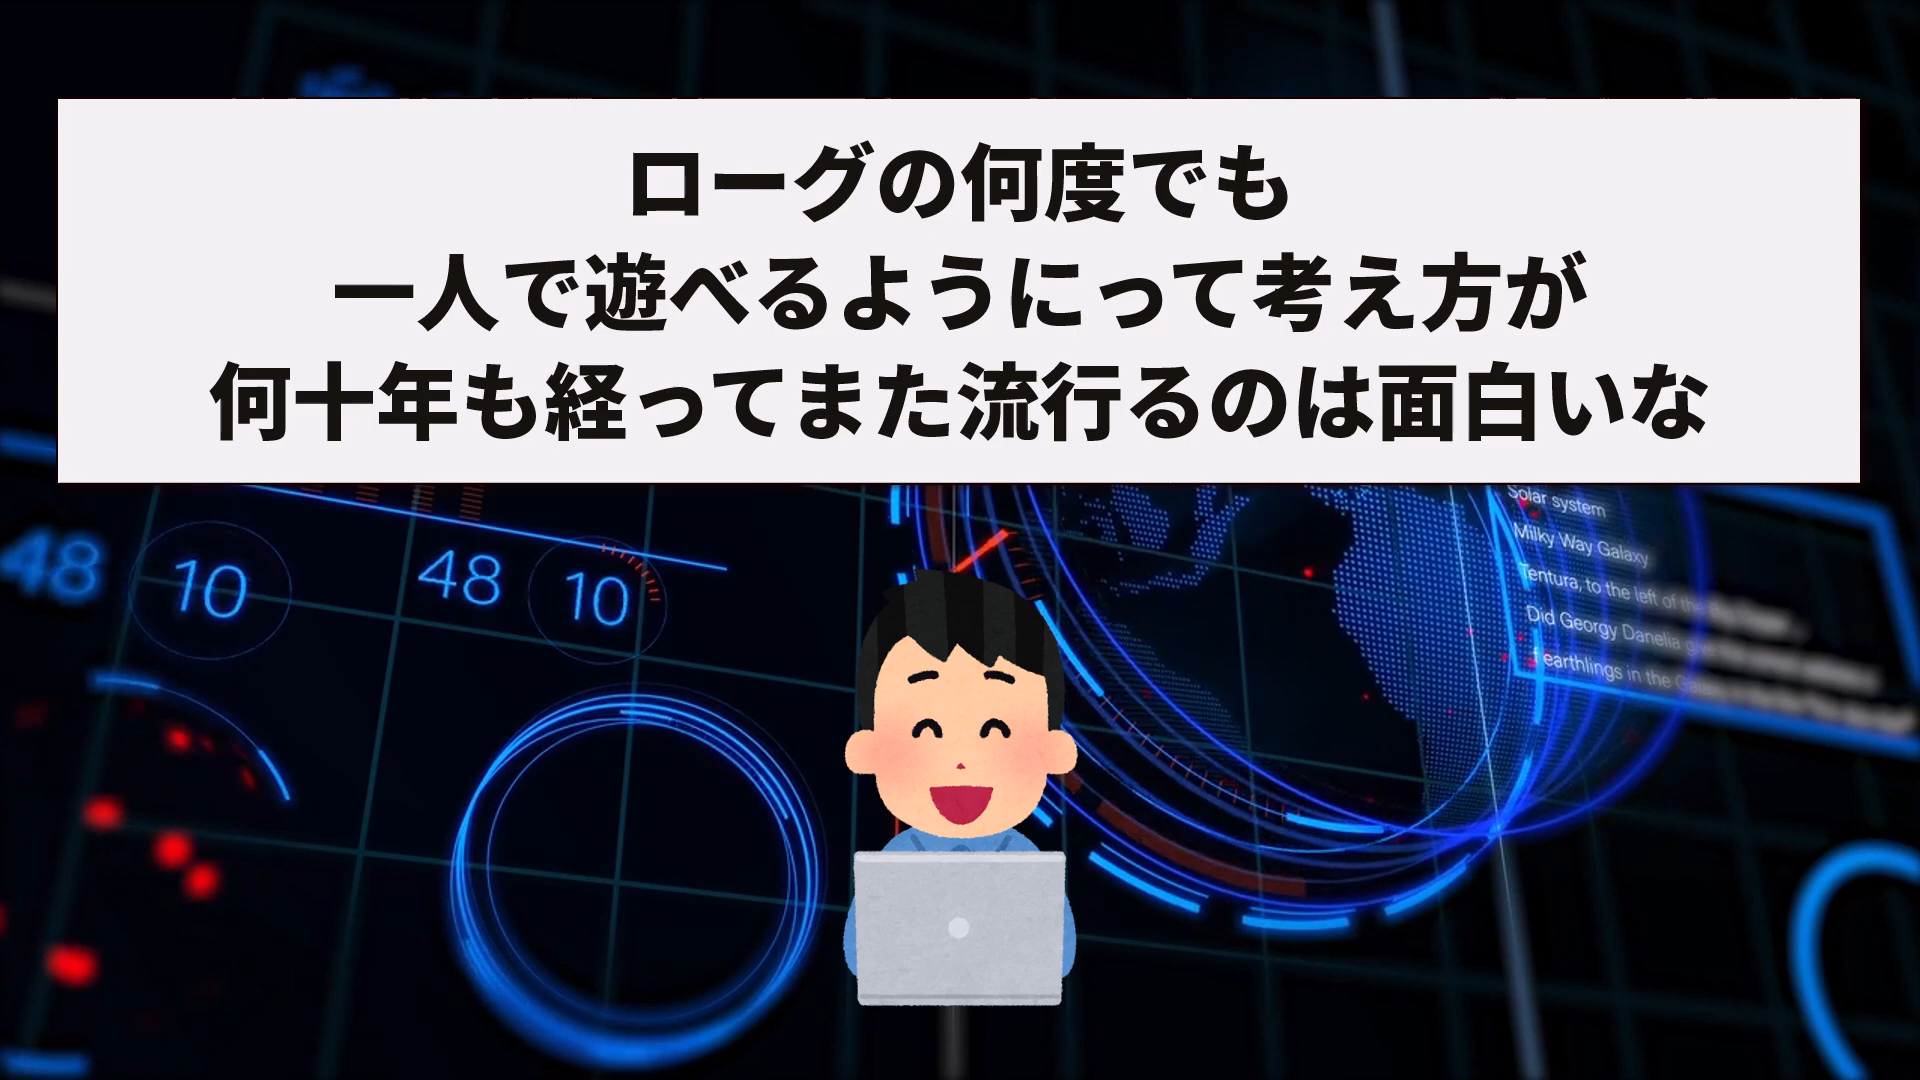 ローグの何度でも
一人で遊べるようにって考え方が
何十年も経ってまた流行るのは面白いな
Solar system
Milky Way Galaxy
Tentura, to the left of the
Did Georgy Danelia
earthlings in the
48
10
48
10